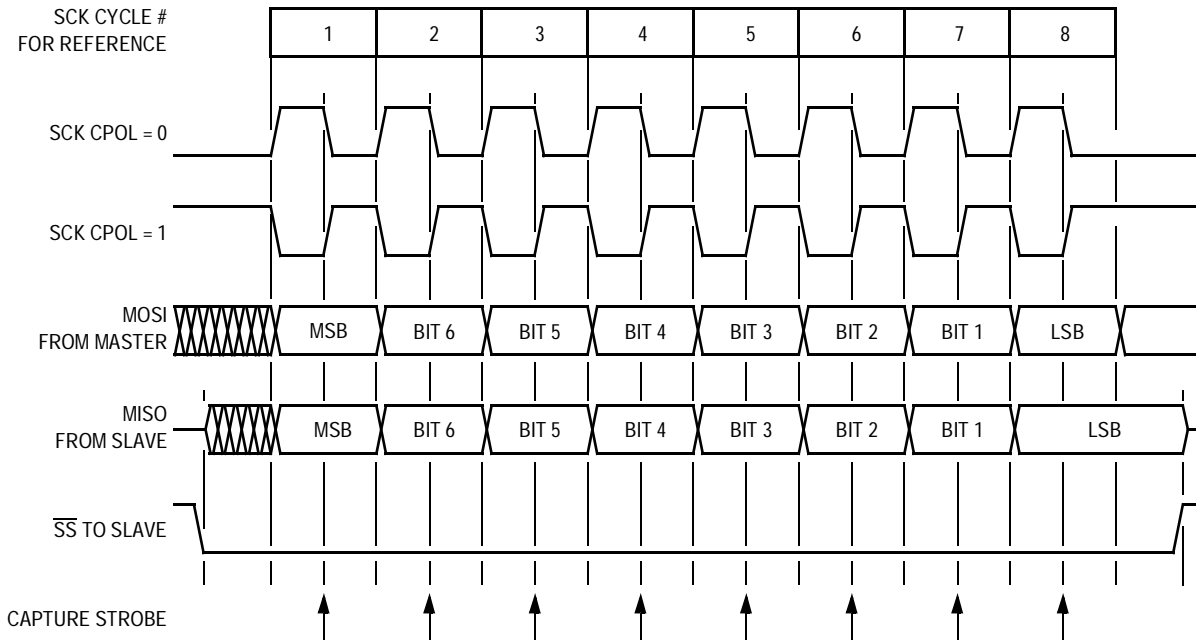 SCK CYCLE #
FOR REFERENCE
1 2 3 4 5 6 7 8
SCK CPOL = 0
SCK CPOL = 1
MOSI
FROM MASTER
MSB BIT 6 BIT 5 BIT 4 BIT 3 BIT 2 BIT 1 LSB
MISO
FROM SLAVE
MSB BIT 6 BIT 5 BIT 4 BIT 3 BIT 2 BIT 1 LSB
S̅S̅ TO SLAVE
CAPTURE STROBE